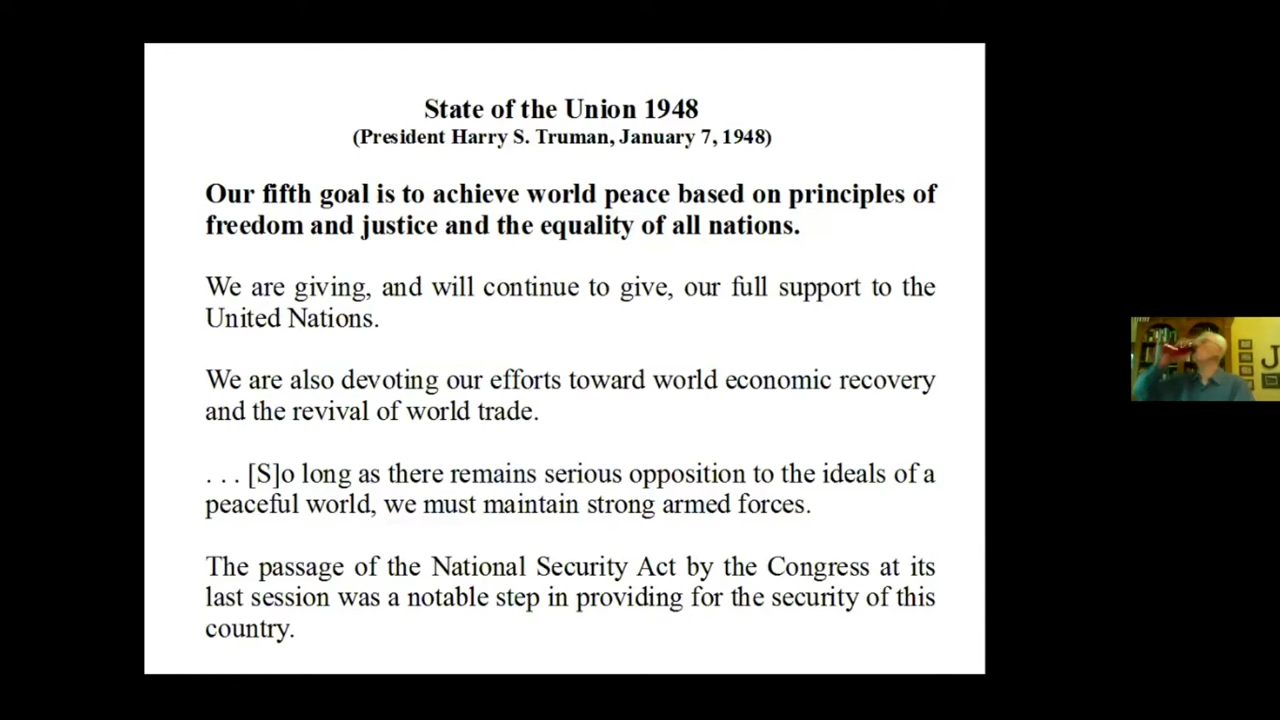 State of the Union 1948
(President Harry S. Truman, January 7, 1948)
Our fifth goal is to achieve world peace based on principles of
freedom and justice and the equality of all nations.
We are giving, and will continue to give, our full support to the
United Nations.
We are also devoting our efforts toward world economic recovery
and the revival of world trade.
. . . [S]o long as there remains serious opposition to the ideals of a
peaceful world, we must maintain strong armed forces.
The passage of the National Security Act by the Congress at its
last session was a notable step in providing for the security of this
country.
J